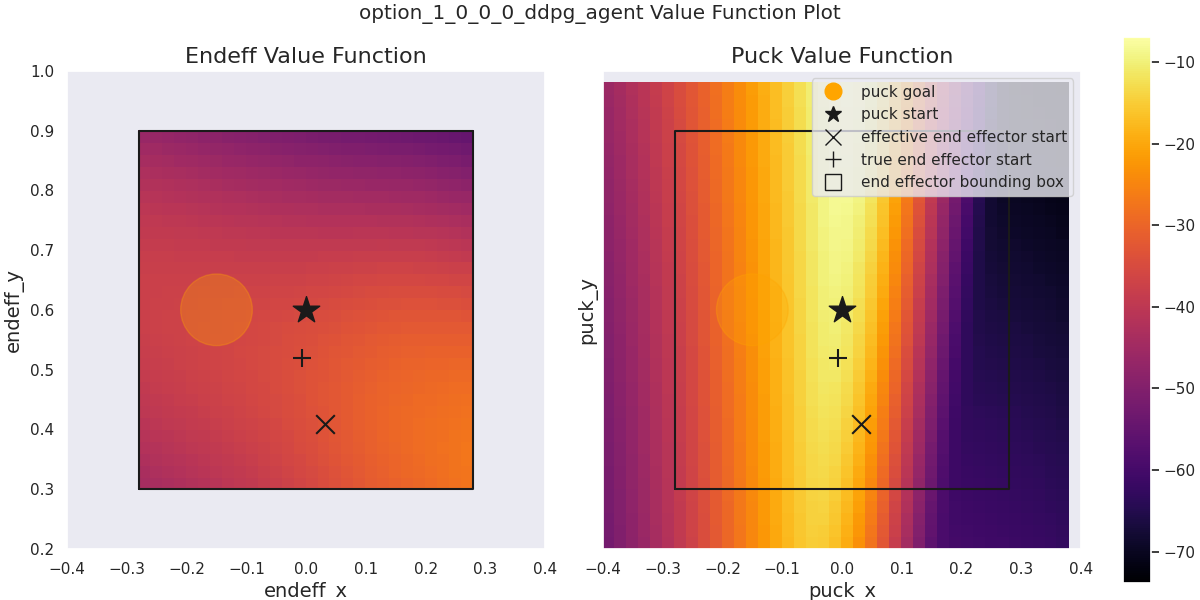 option_1_0_0_0_ddpg_agent Value Function Plot
Endeff Value Function
endeff_y
1.0
0.9
0.8
0.7
0.6
0.5
0.4
0.3
0.2
−0.4 −0.3 −0.2 −0.1 0.0 0.1 0.2 0.3 0.4
endeff_x
Puck Value Function
puck goal
puck start
effective end effector start
true end effector start
end effector bounding box
puck_y
−0.4 −0.3 −0.2 −0.1 0.0 0.1 0.2 0.3 0.4
puck_x
−10
−20
−30
−40
−50
−60
−70